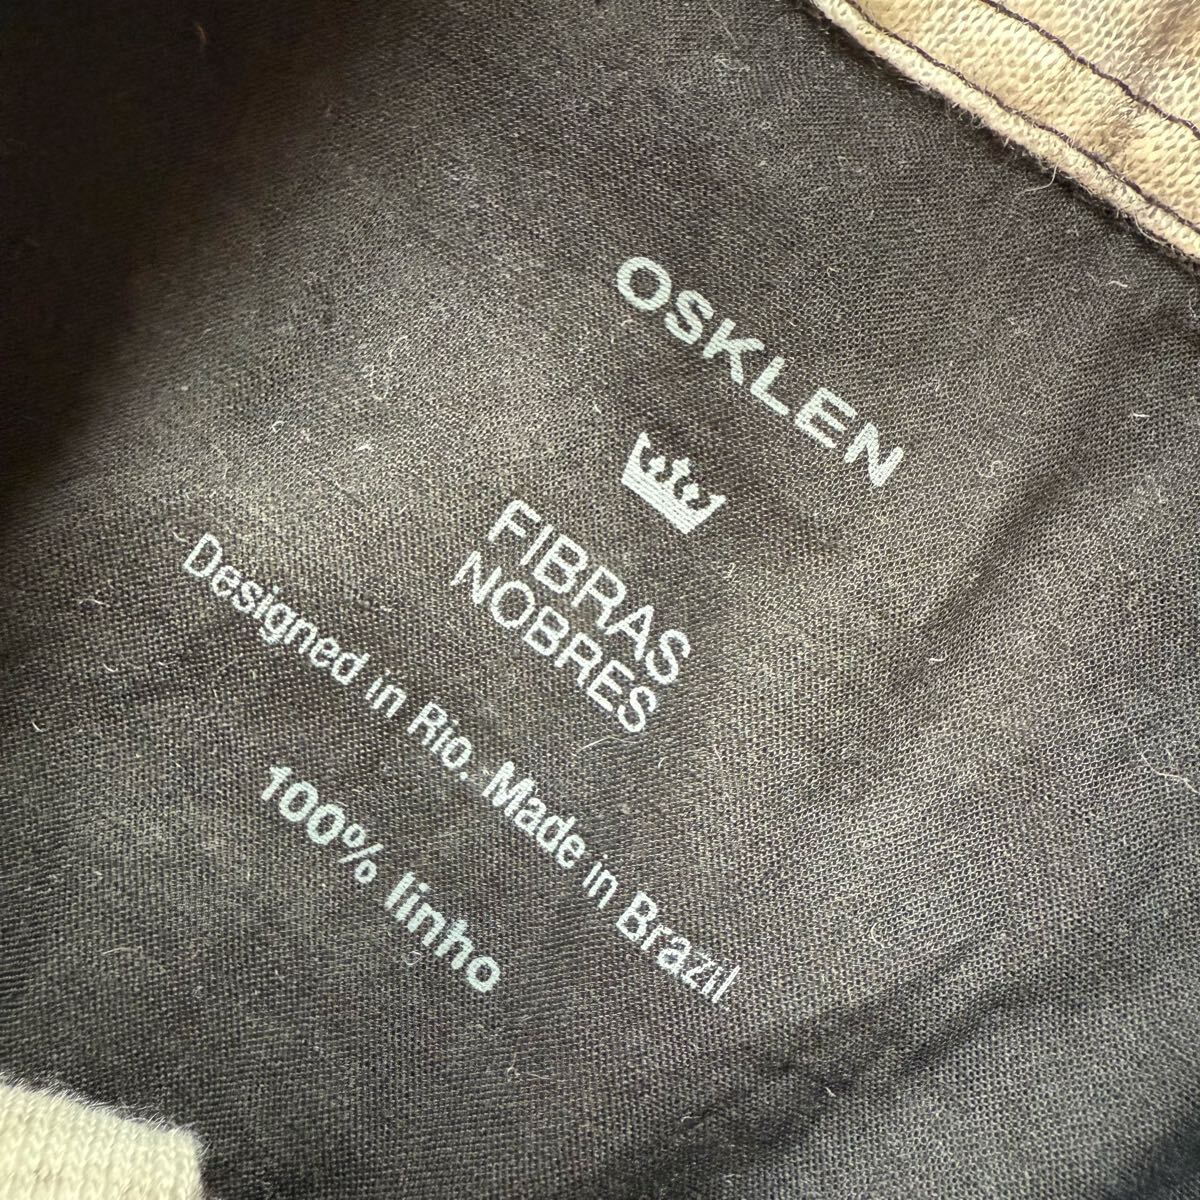 OSKLEN
FIBRAS
NOBRES
Designed in Rio. Made in Brazil
100% linho